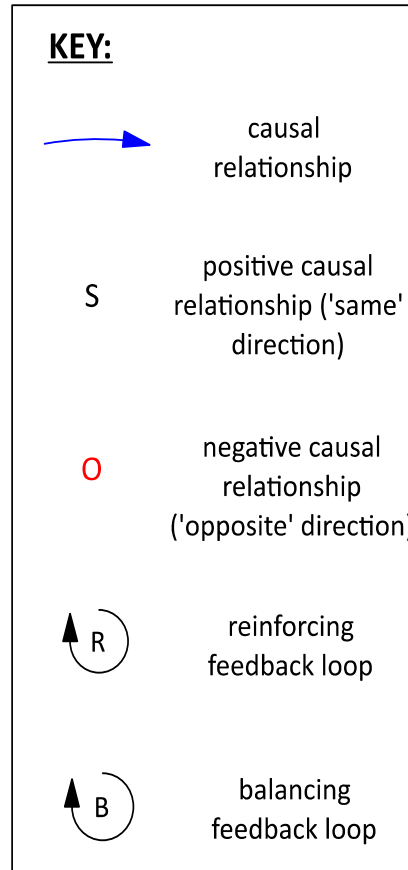 KEY:
causal
relationship
S
positive causal
relationship ('same'
direction)
O
negative causal
relationship
('opposite' direction)
R
reinforcing
feedback loop
B
balancing
feedback loop